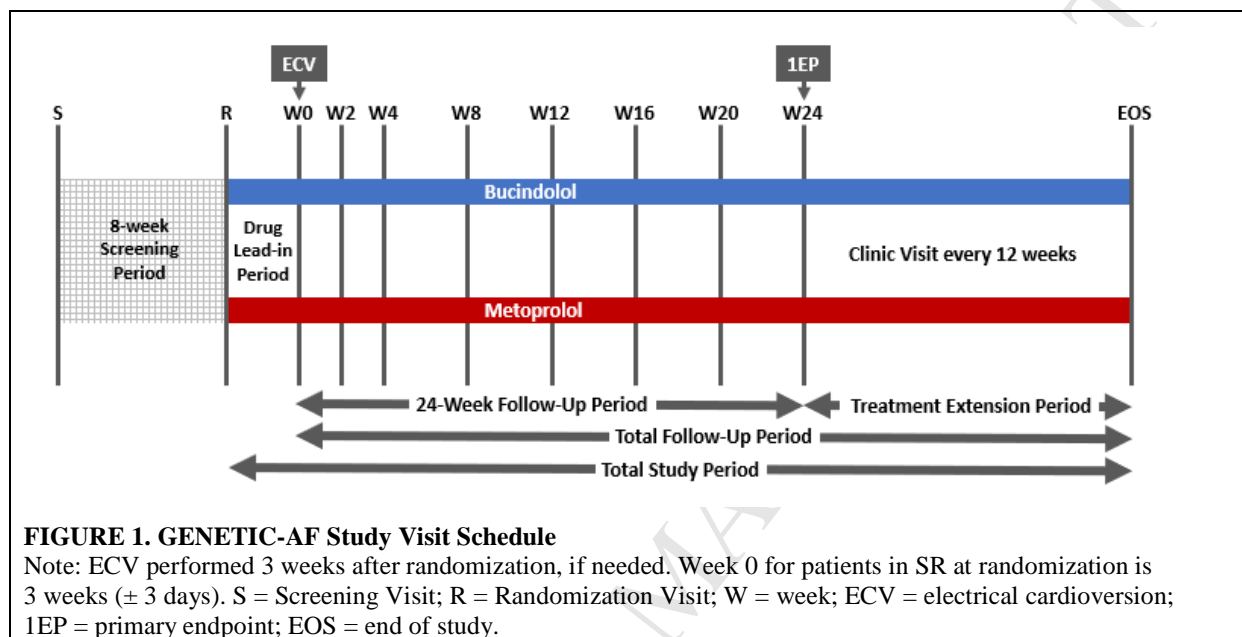 ECV 1EP
S R W0 W2 W4 W8 W12 W16 W20 W24 EOS
Bucindolol
8-week
Screening
Period
Drug
Lead-in
Period
Clinic Visit every 12 weeks
Metoprolol
24-Week Follow-Up Period Treatment Extension Period
Total Follow-Up Period
Total Study Period
FIGURE 1. GENETIC-AF Study Visit Schedule
Note: ECV performed 3 weeks after randomization, if needed. Week 0 for patients in SR at randomization is
3 weeks (± 3 days). S = Screening Visit; R = Randomization Visit; W = week; ECV = electrical cardioversion;
1EP = primary endpoint; EOS = end of study.